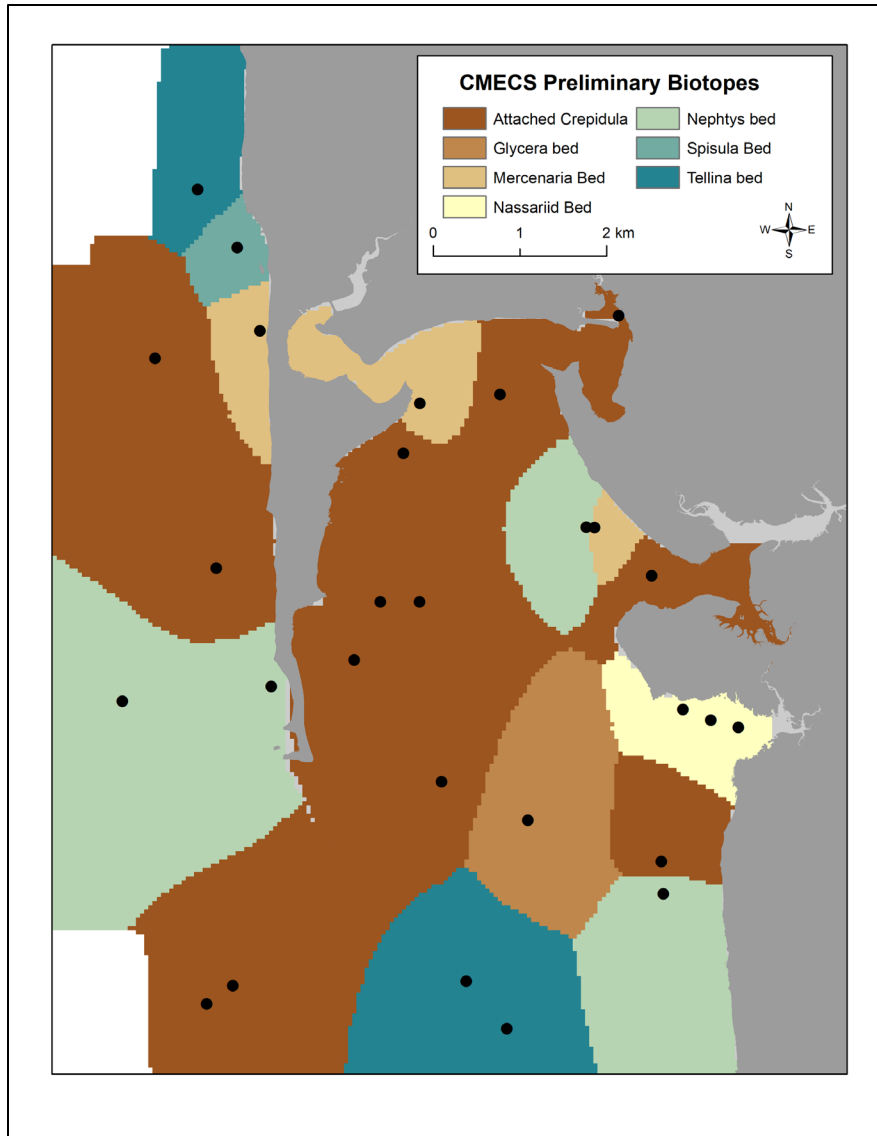 CMECS Preliminary Biotopes
Attached Crepidula
Glycera bed
Mercenaria Bed
Nassariid Bed
Nephtys bed
Spisula Bed
Tellina bed
0 1 2 km
N
W E
S